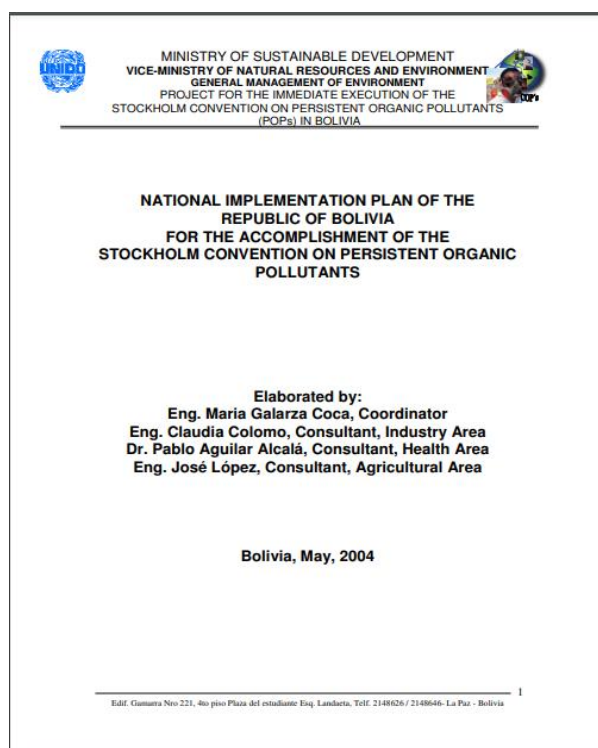 UNIDO
MINISTRY OF SUSTAINABLE DEVELOPMENT
VICE-MINISTRY OF NATURAL RESOURCES AND ENVIRONMENT
GENERAL MANAGEMENT OF ENVIRONMENT
PROJECT FOR THE IMMEDIATE EXECUTION OF THE
STOCKHOLM CONVENTION ON PERSISTENT ORGANIC POLLUTANTS
(POPs) IN BOLIVIA
POP's
NATIONAL IMPLEMENTATION PLAN OF THE
REPUBLIC OF BOLIVIA
FOR THE ACCOMPLISHMENT OF THE
STOCKHOLM CONVENTION ON PERSISTENT ORGANIC
POLLUTANTS
Elaborated by:
Eng. Maria Galarza Coca, Coordinator
Eng. Claudia Colomo, Consultant, Industry Area
Dr. Pablo Aguilar Alcalá, Consultant, Health Area
Eng. José López, Consultant, Agricultural Area
Bolivia, May, 2004
1
Edif. Gamarra Nro 221, 4to piso Plaza del estudiante Esq. Landaeta, Telf. 2148626 / 2148646- La Paz - Bolivia